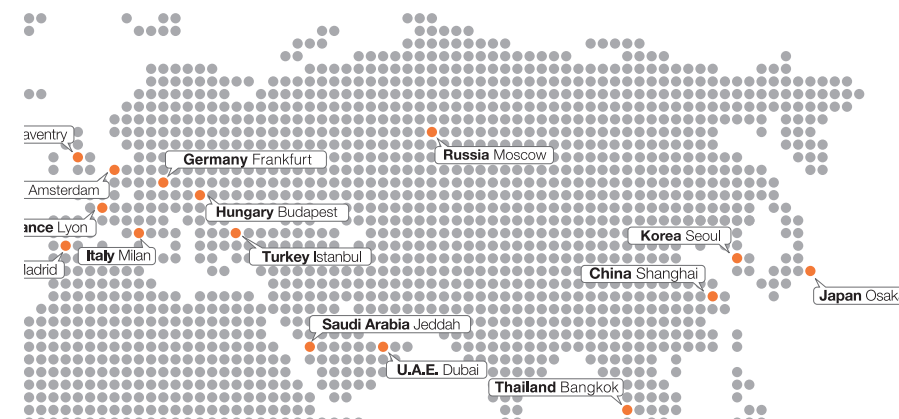 aventry
Russia Moscow
Germany Frankfurt
Amsterdam
Hungary Budapest
ance Lyon
Korea Seoul
Italy Milan
Turkey Istanbul
adrid
China Shanghai
Japan Osak
Saudi Arabia Jeddah
U.A.E. Dubai
Thailand Bangkok